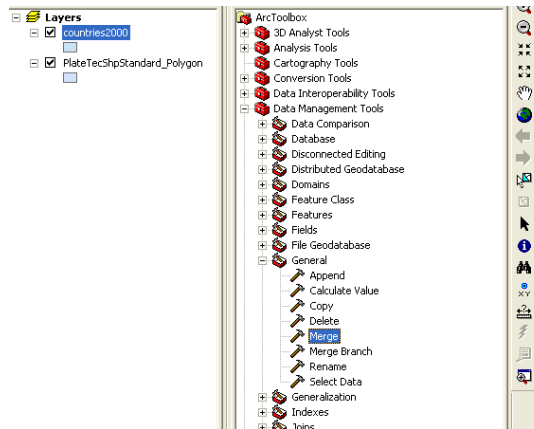 Layers
countries2000
PlateTecShpStandard_Polygon
ArcToolbox
3D Analyst Tools
Analysis Tools
Cartography Tools
Conversion Tools
Data Interoperability Tools
Data Management Tools
Data Comparison
Database
Disconnected Editing
Distributed Geodatabase
Domains
Feature Class
Features
Fields
File Geodatabase
General
Append
Calculate Value
Copy
Delete
Merge
Merge Branch
Rename
Select Data
Generalization
Indexes
Joins
XY